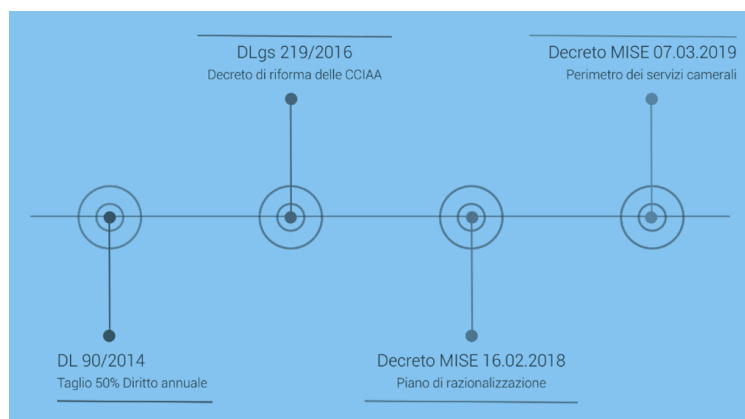 DLgs 219/2016
Decreto di riforma delle CCIAA
Decreto MISE 07.03.2019
Perimetro dei servizi camerali
DL 90/2014
Taglio 50% Diritto annuale
Decreto MISE 16.02.2018
Piano di razionalizzazione